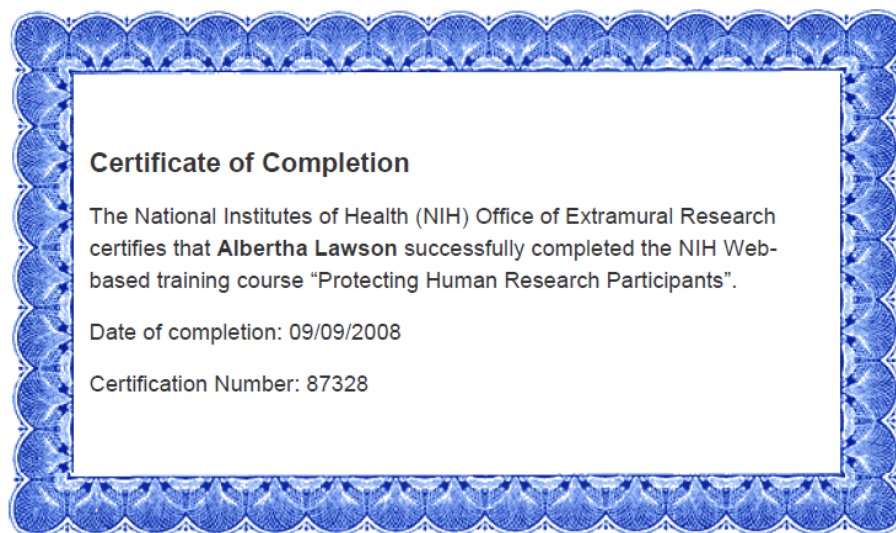 Certificate of Completion
The National Institutes of Health (NIH) Office of Extramural Research
certifies that Albertha Lawson successfully completed the NIH Web-
based training course “Protecting Human Research Participants”.
Date of completion: 09/09/2008
Certification Number: 87328